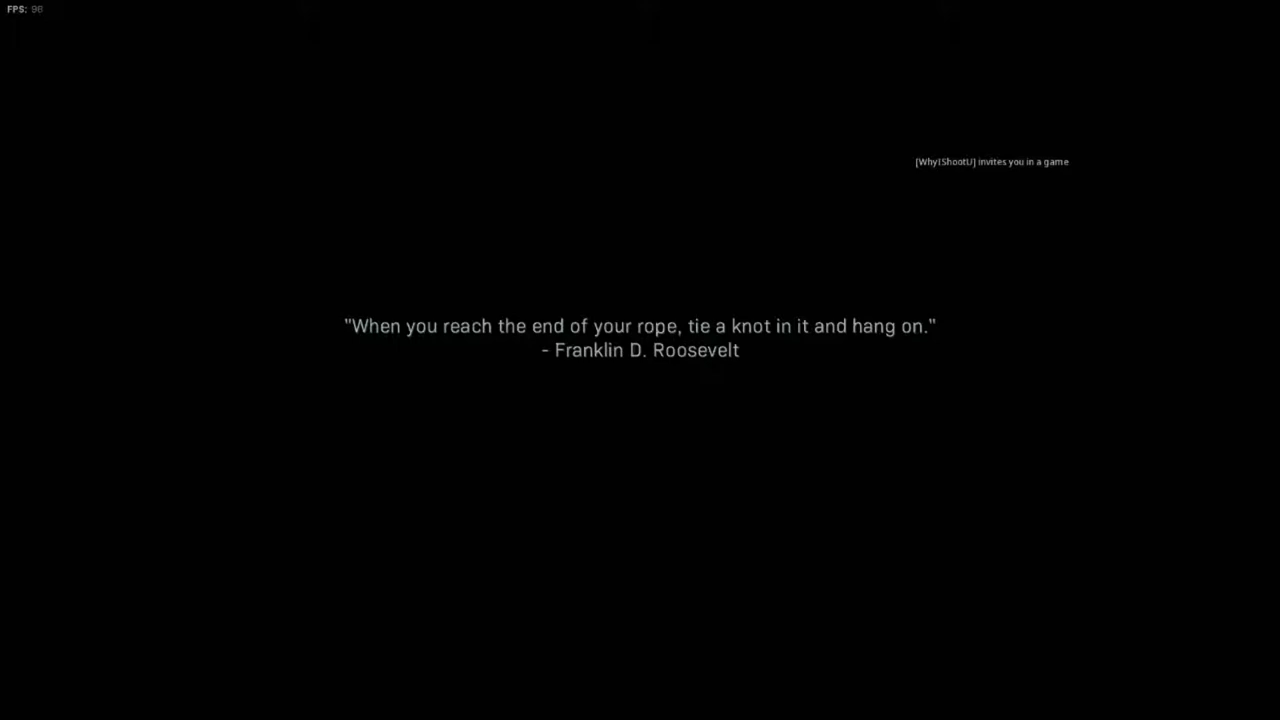 FPS: 96
[WhyIShootU] invites you in a game
"When you reach the end of your rope, tie a knot in it and hang on."
- Franklin D. Roosevelt